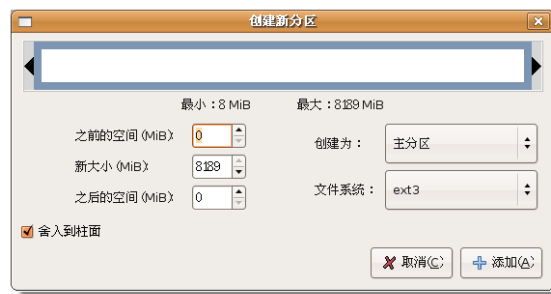 创建新分区
最小：8 MiB 最大：8189 MiB
之前的空间 (MiB)： 0
创建为： 主分区
新大小 (MiB)： 8189
文件系统： ext3
之后的空间 (MiB)： 0
舍入到柱面
取消(C) 添加(A)